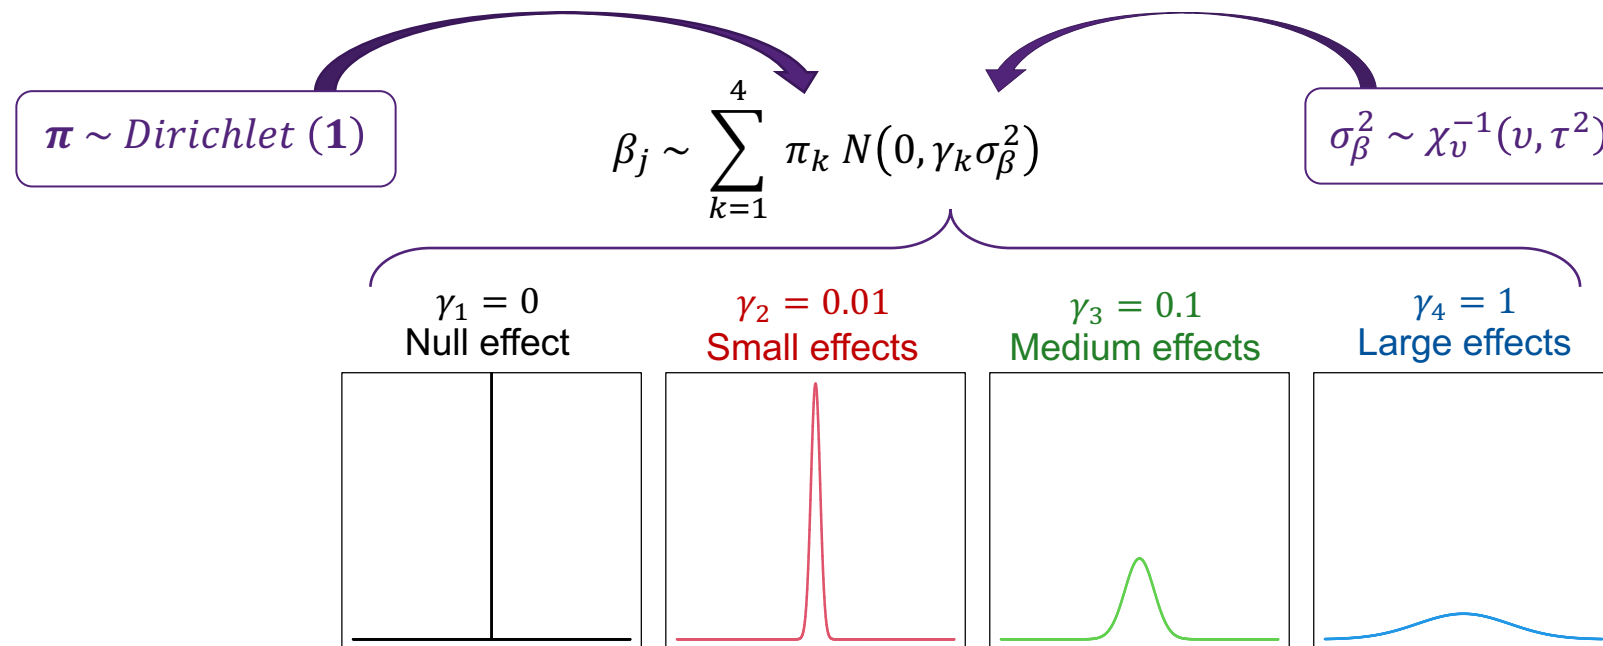 𝝅 ~ Dirichlet (𝟏)
β_j ~ ∑_{k=1}^{4} π_k N(0, γ_k σ_β^2)
σ_β^2 ~ χ_υ^{-1}(υ, τ^2)
γ_1 = 0
Null effect
γ_2 = 0.01
Small effects
γ_3 = 0.1
Medium effects
γ_4 = 1
Large effects